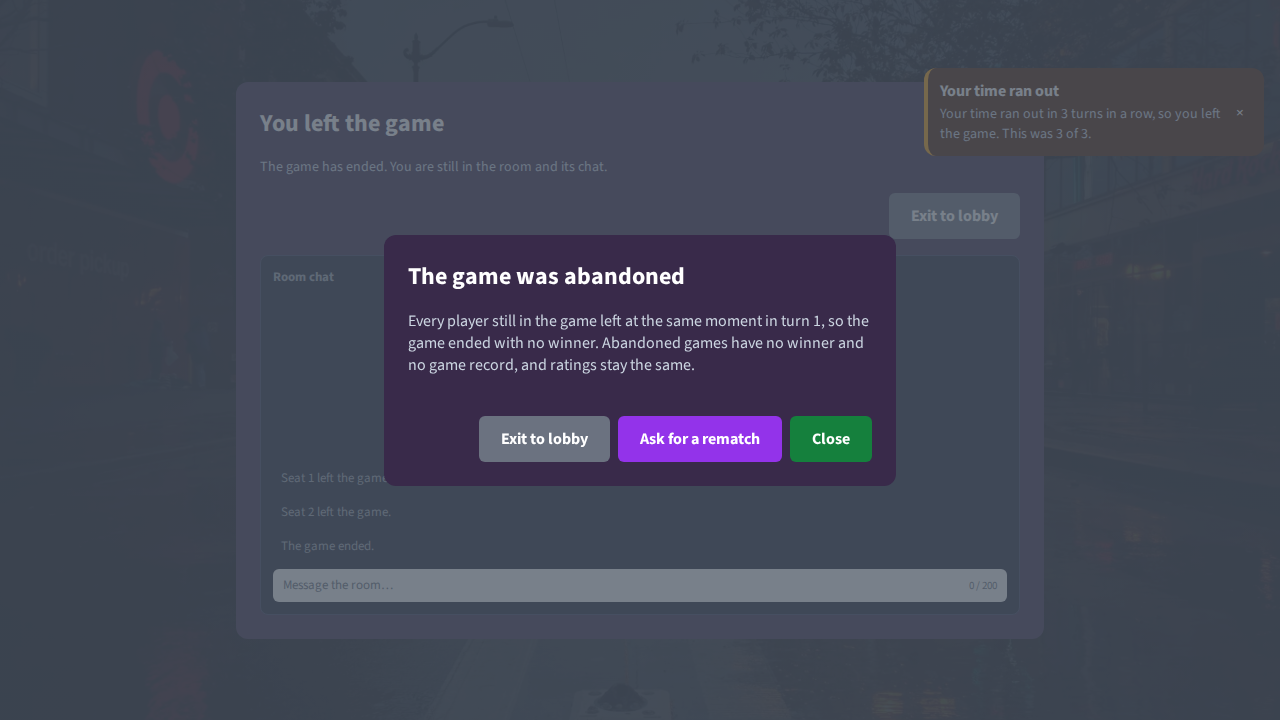 You left the game
The game has ended. You are still in the room and its chat.
Your time ran out
Your time ran out in 3 turns in a row, so you left
the game. This was 3 of 3.
×
Exit to lobby
Room chat
The game was abandoned
Every player still in the game left at the same moment in turn 1, so the
game ended with no winner. Abandoned games have no winner and
no game record, and ratings stay the same.
Exit to lobby
Ask for a rematch
Close
Seat 1 left the game
Seat 2 left the game.
The game ended.
Message the room…
0 / 200